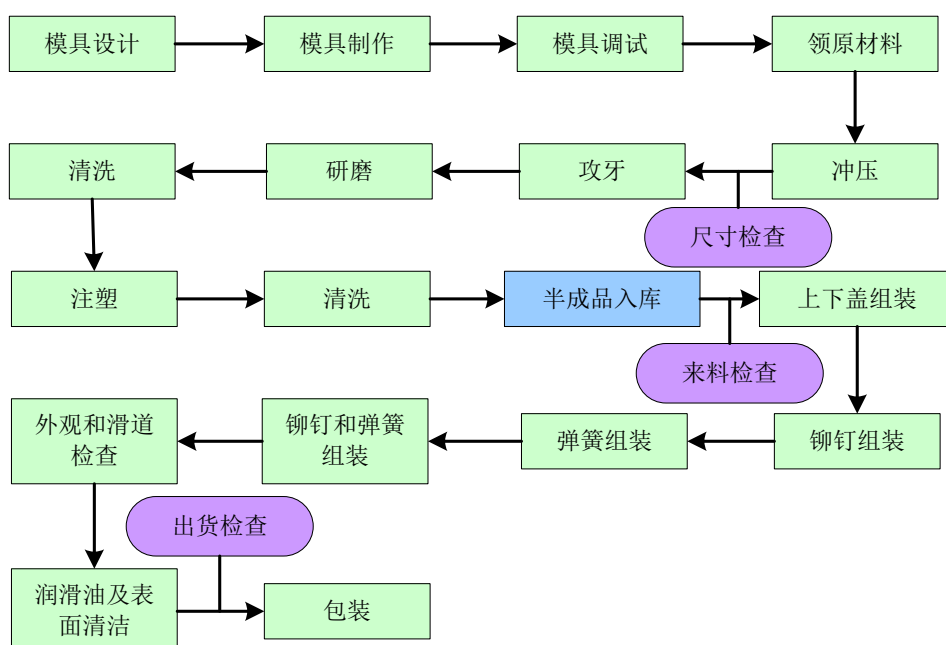 模具设计
模具制作
模具调试
领原材料
清洗
研磨
攻牙
冲压
尺寸检查
注塑
清洗
半成品入库
上下盖组装
来料检查
外观和滑道
检查
铆钉和弹簧
组装
弹簧组装
铆钉组装
出货检查
润滑油及表
面清洁
包装